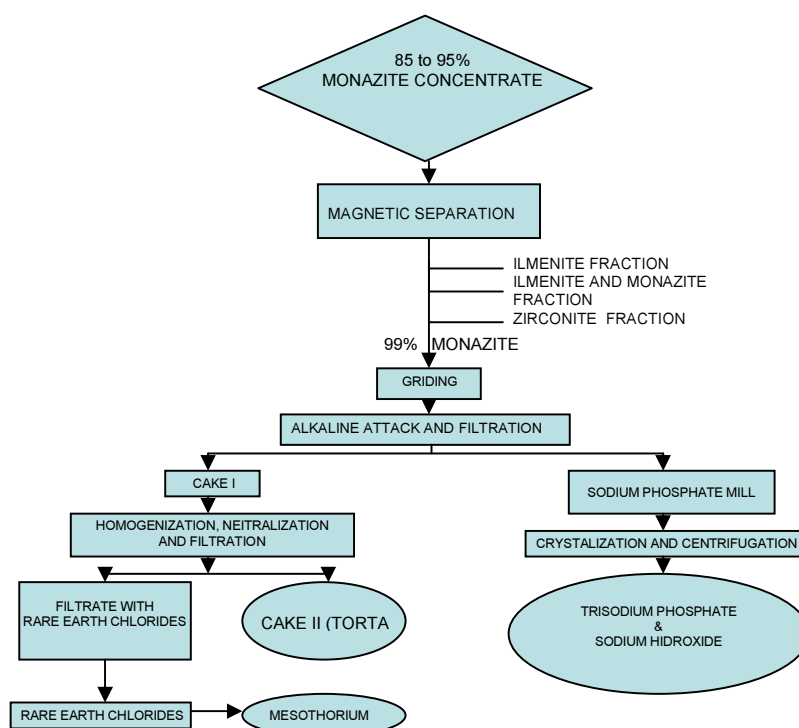 85 to 95%
MONAZITE CONCENTRATE
MAGNETIC SEPARATION
ILMENITE FRACTION
ILMENITE AND MONAZITE
FRACTION
ZIRCONITE FRACTION
99% MONAZITE
GRIDING
ALKALINE ATTACK AND FILTRATION
CAKE I
SODIUM PHOSPHATE MILL
HOMOGENIZATION, NEITRALIZATION
AND FILTRATION
CRYSTALIZATION AND CENTRIFUGATION
FILTRATE WITH
RARE EARTH CHLORIDES
CAKE II (TORTA
TRISODIUM PHOSPHATE
&
SODIUM HIDROXIDE
RARE EARTH CHLORIDES
MESOTHORIUM